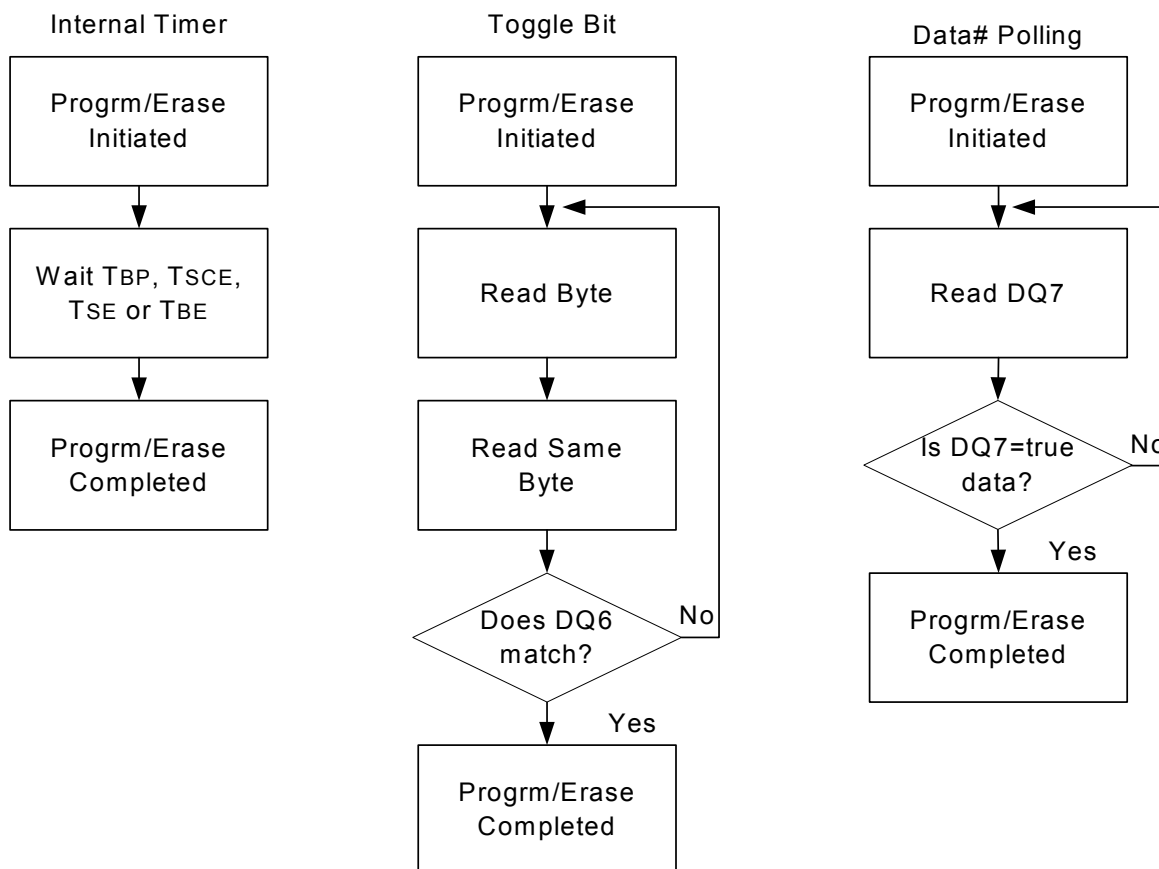 Internal Timer
Progrm/Erase
Initiated
Wait TBP, TSCE,
TSE or TBE
Progrm/Erase
Completed
Toggle Bit
Progrm/Erase
Initiated
Read Byte
Read Same
Byte
Does DQ6
match?
No
Yes
Progrm/Erase
Completed
Data# Polling
Progrm/Erase
Initiated
Read DQ7
Is DQ7=true
data?
No
Yes
Progrm/Erase
Completed